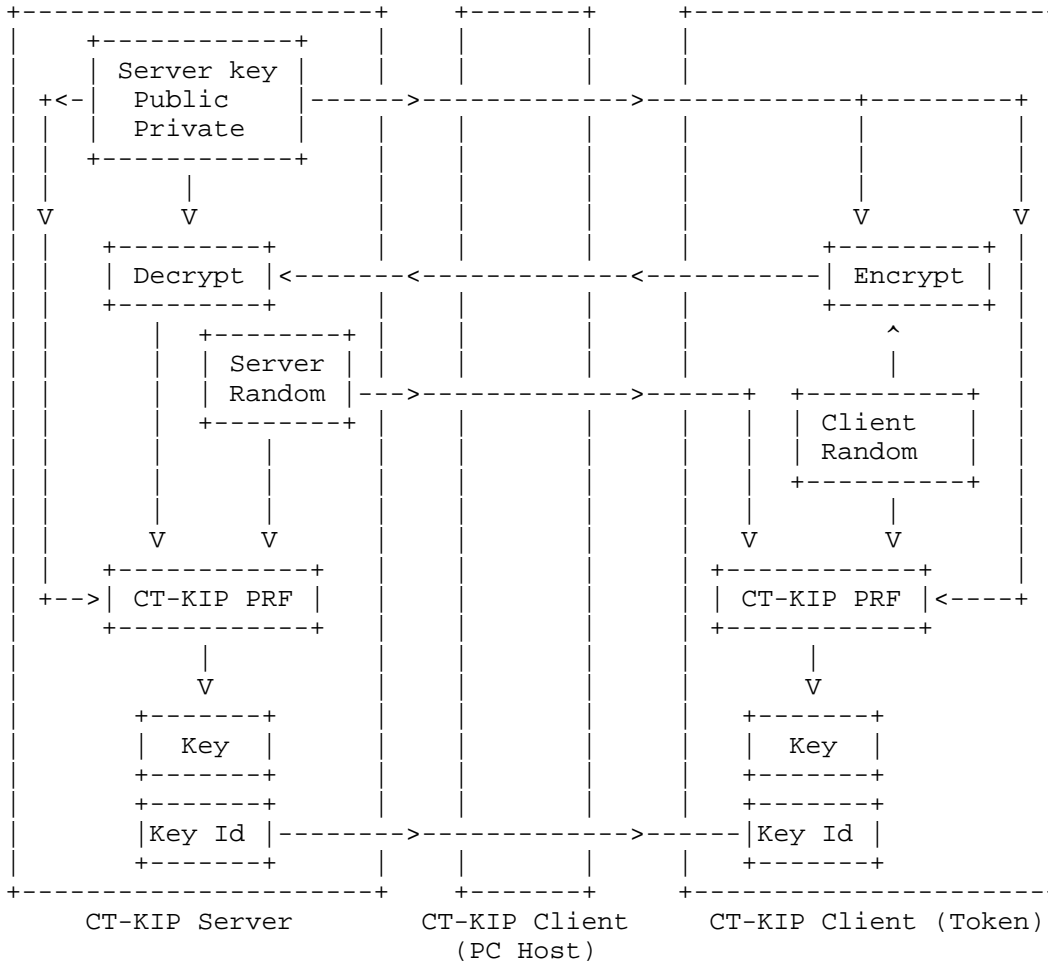 Server key
Public
Private
Decrypt
Encrypt
Server
Random
Client
Random
CT-KIP PRF
CT-KIP PRF
Key
Key
Key Id
Key Id
CT-KIP Server
CT-KIP Client
(PC Host)
CT-KIP Client (Token)